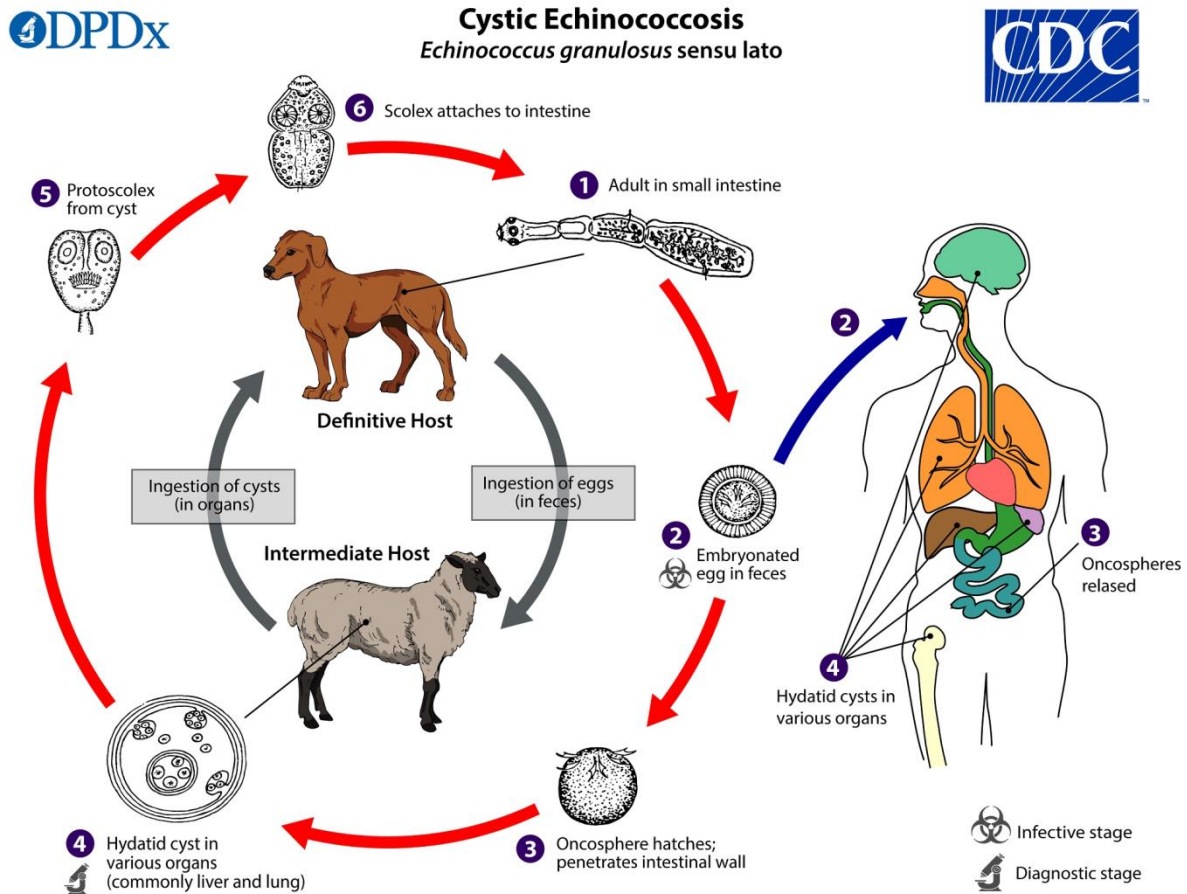 DPDx
Cystic Echinococcosis
Echinococcus granulosus sensu lato
CDC
TM
6 Scolex attaches to intestine
5 Protoscolex
from cyst
1 Adult in small intestine
2
Definitive Host
Ingestion of cysts
(in organs)
Ingestion of eggs
(in feces)
Intermediate Host
2 Embryonated
egg in feces
3
Oncospheres
relased
4
Hydatid cysts in
various organs
4 Hydatid cyst in
various organs
(commonly liver and lung)
3 Oncosphere hatches;
penetrates intestinal wall
Infective stage
Diagnostic stage